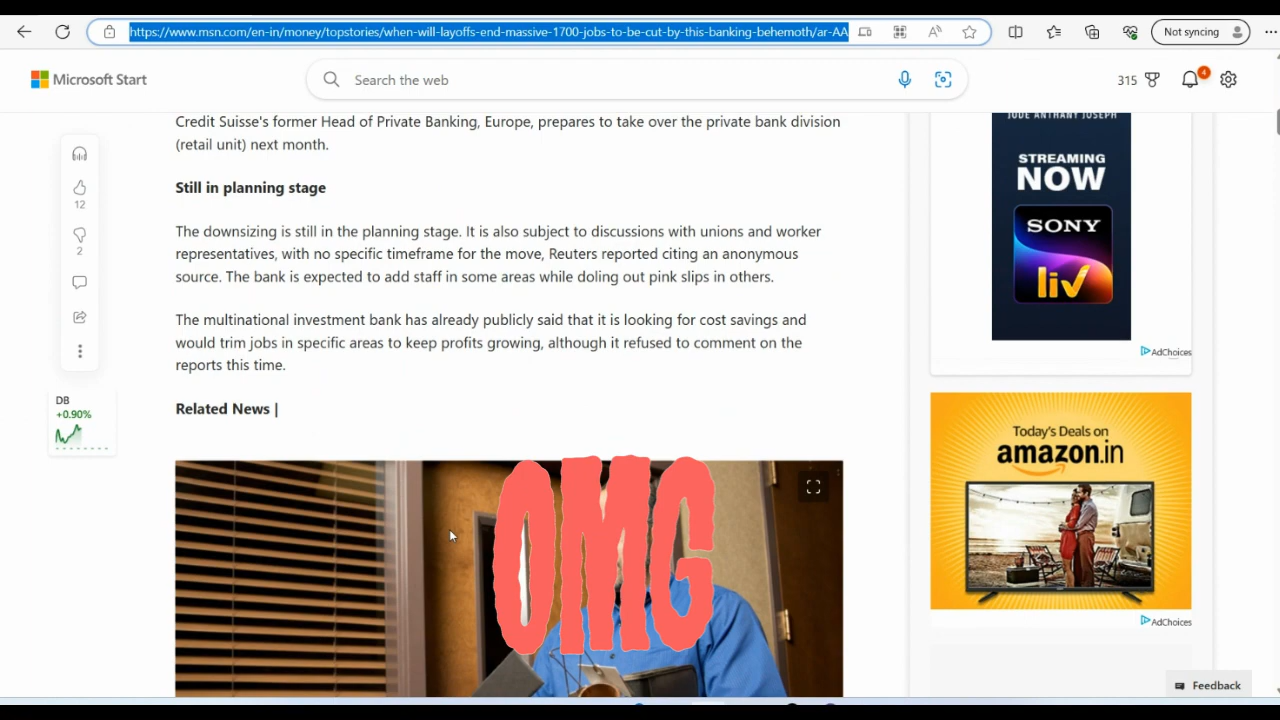 https://www.msn.com/en-in/money/topstories/when-will-layoffs-end-massive-1700-jobs-to-be-cut-by-this-banking-behemoth/ar-AA
Not syncing
Microsoft Start
Search the web
315
4
Credit Suisse's former Head of Private Banking, Europe, prepares to take over the private bank division
(retail unit) next month.
Still in planning stage
The downsizing is still in the planning stage. It is also subject to discussions with unions and worker
representatives, with no specific timeframe for the move, Reuters reported citing an anonymous
source. The bank is expected to add staff in some areas while doling out pink slips in others.
The multinational investment bank has already publicly said that it is looking for cost savings and
would trim jobs in specific areas to keep profits growing, although it refused to comment on the
reports this time.
Related News |
12
2
DB
+0.90%
OMG
JUDE ANTHANY JOSEPH
STREAMING
NOW
SONY
liv
AdChoices
Today's Deals on
amazon.in
AdChoices
Feedback